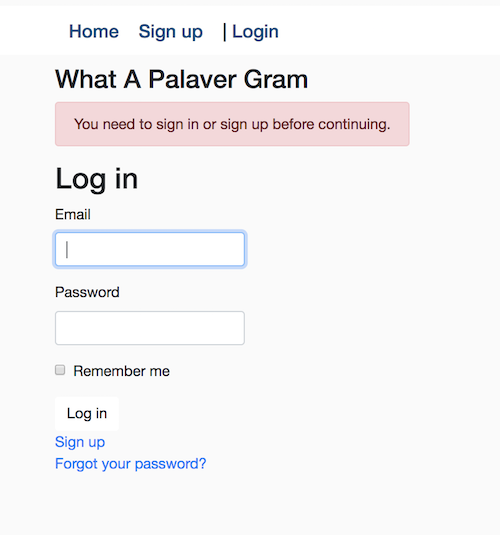 Home Sign up | Login
What A Palaver Gram
You need to sign in or sign up before continuing.
Log in
Email
Password
Remember me
Log in
Sign up
Forgot your password?